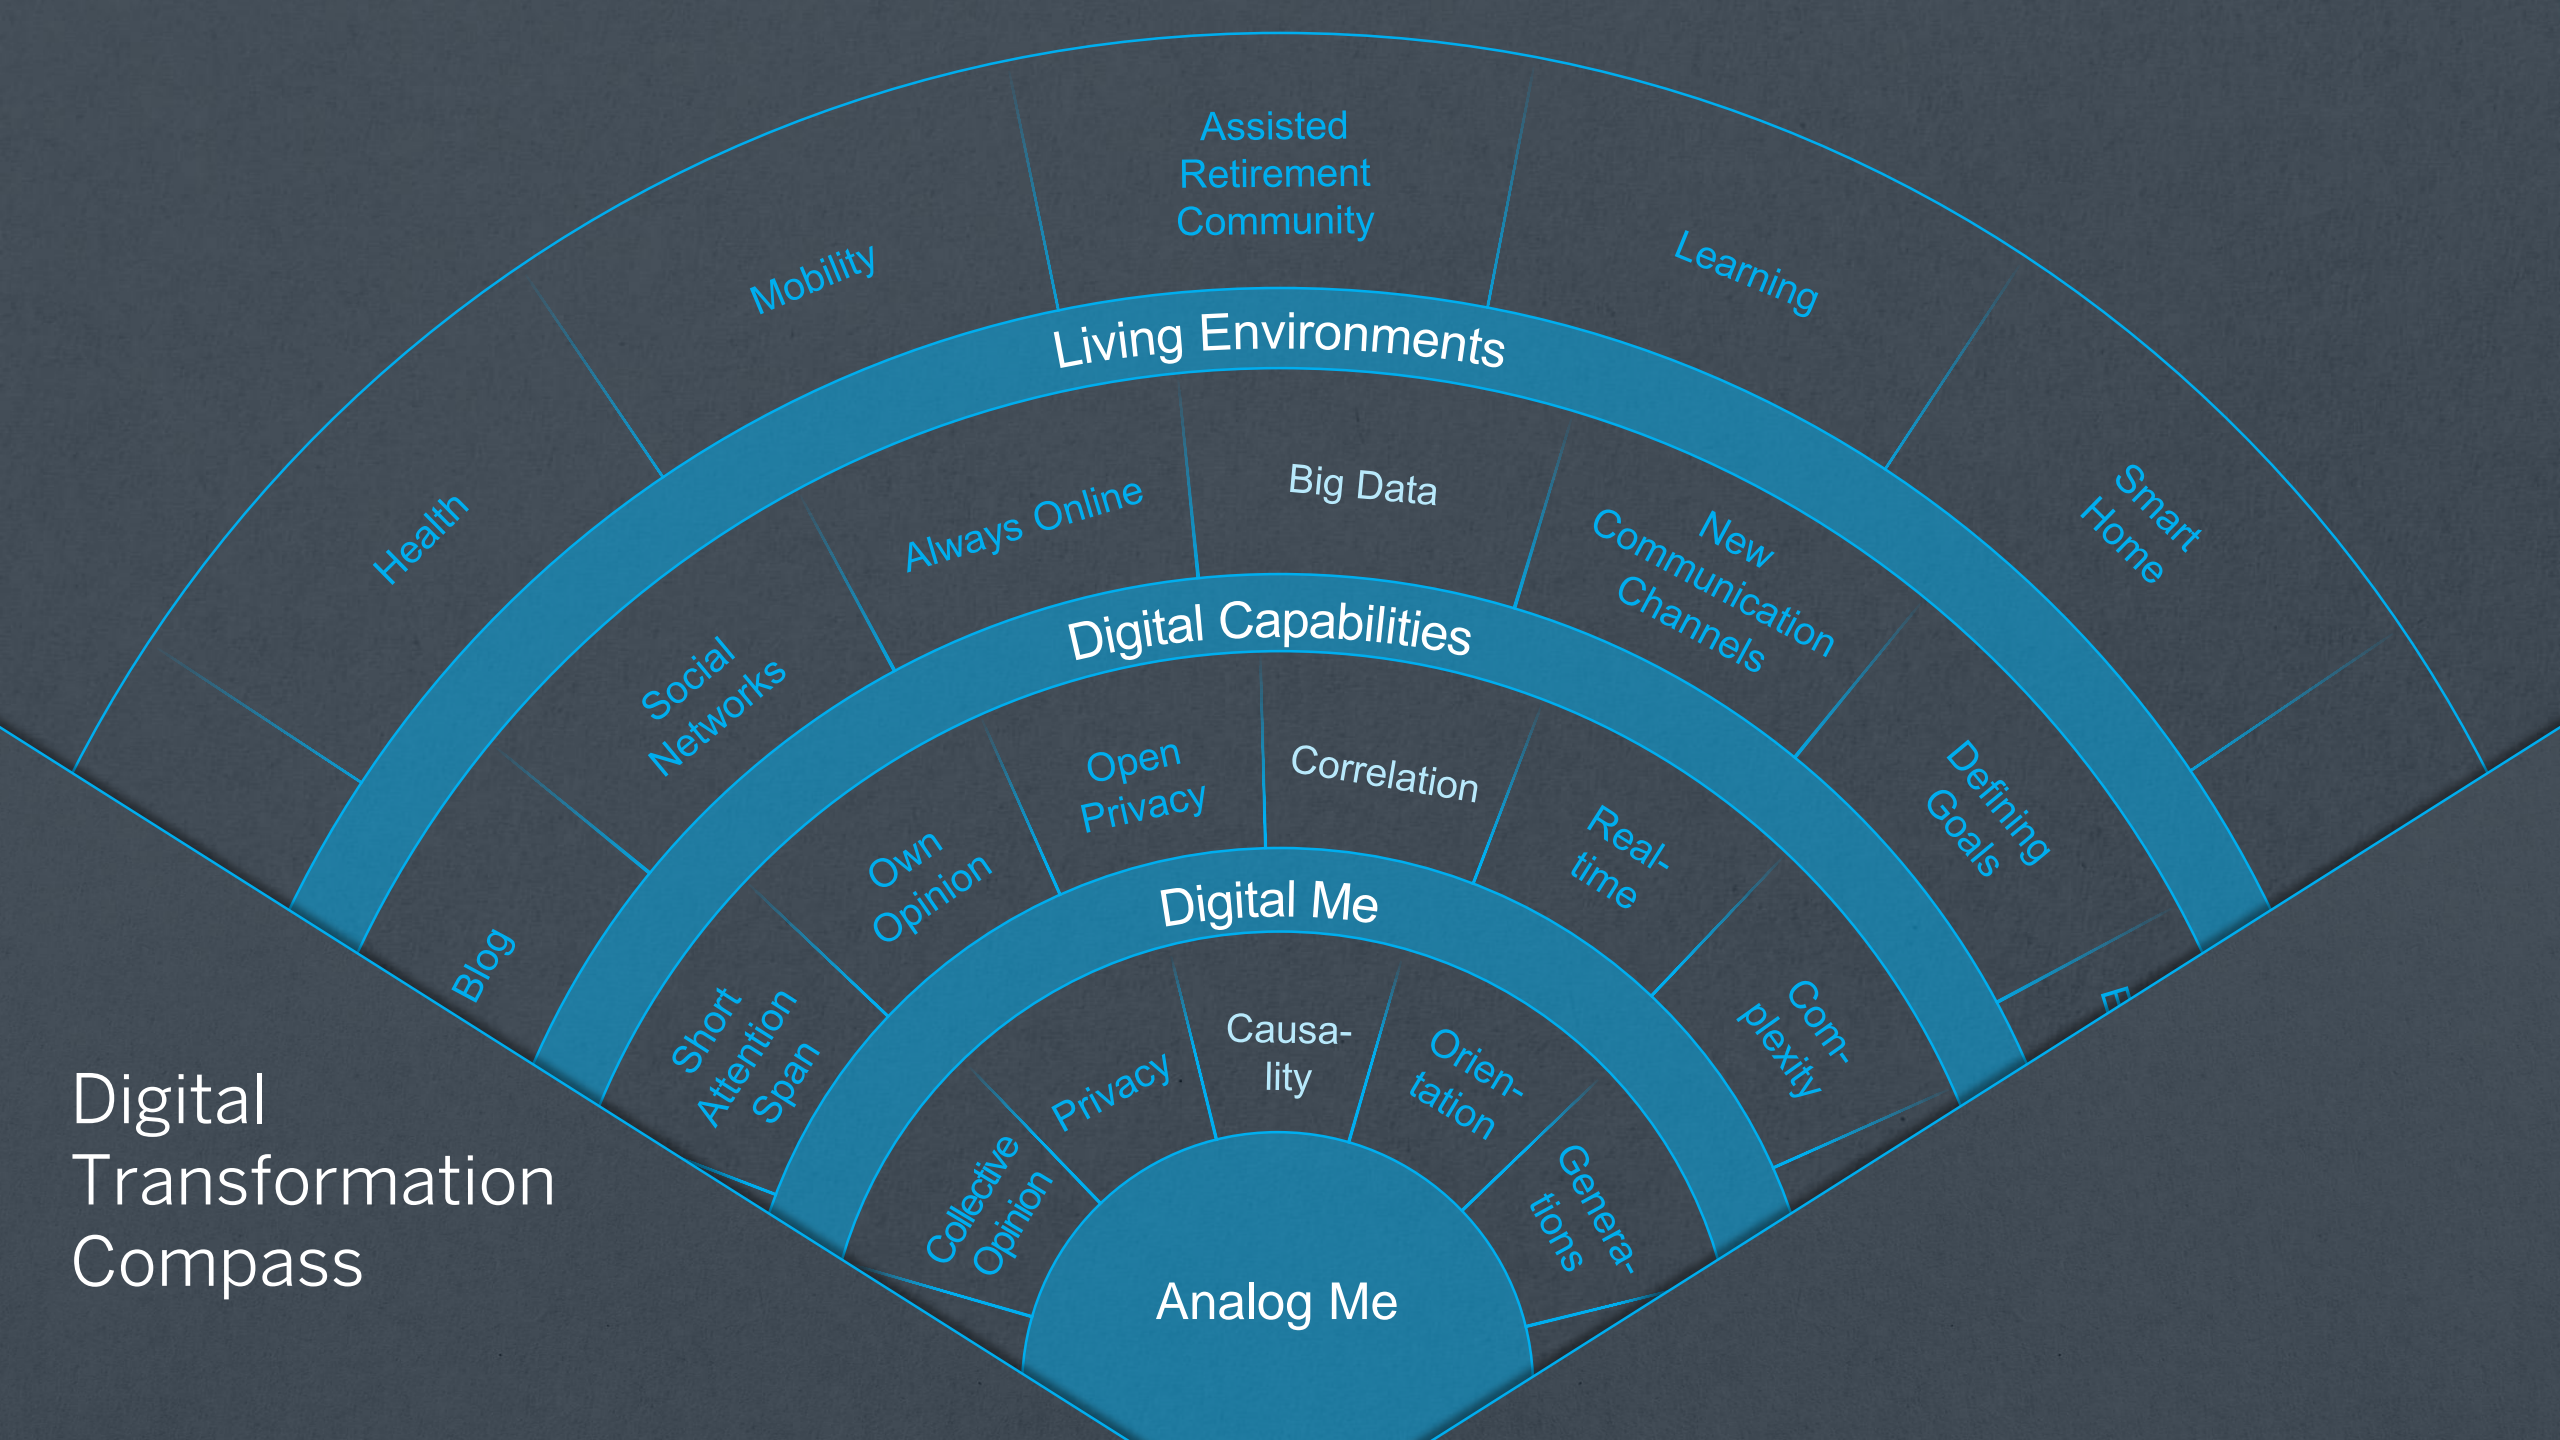 Assisted
Retirement
Community
Mobility
Learning
Health
Smart
Home
Living Environments
Big Data
Always Online
New
Communication
Channels
Social
Networks
Defining
Goals
Blog
E
Digital Capabilities
Open
Privacy
Correlation
Own
Opinion
Real-
time
Short
Attention
Span
Com-
plexity
Digital Me
Causa-
lity
Privacy
Orien-
tation
Collective
Opinion
Genera-
tions
Analog Me
Digital
Transformation
Compass